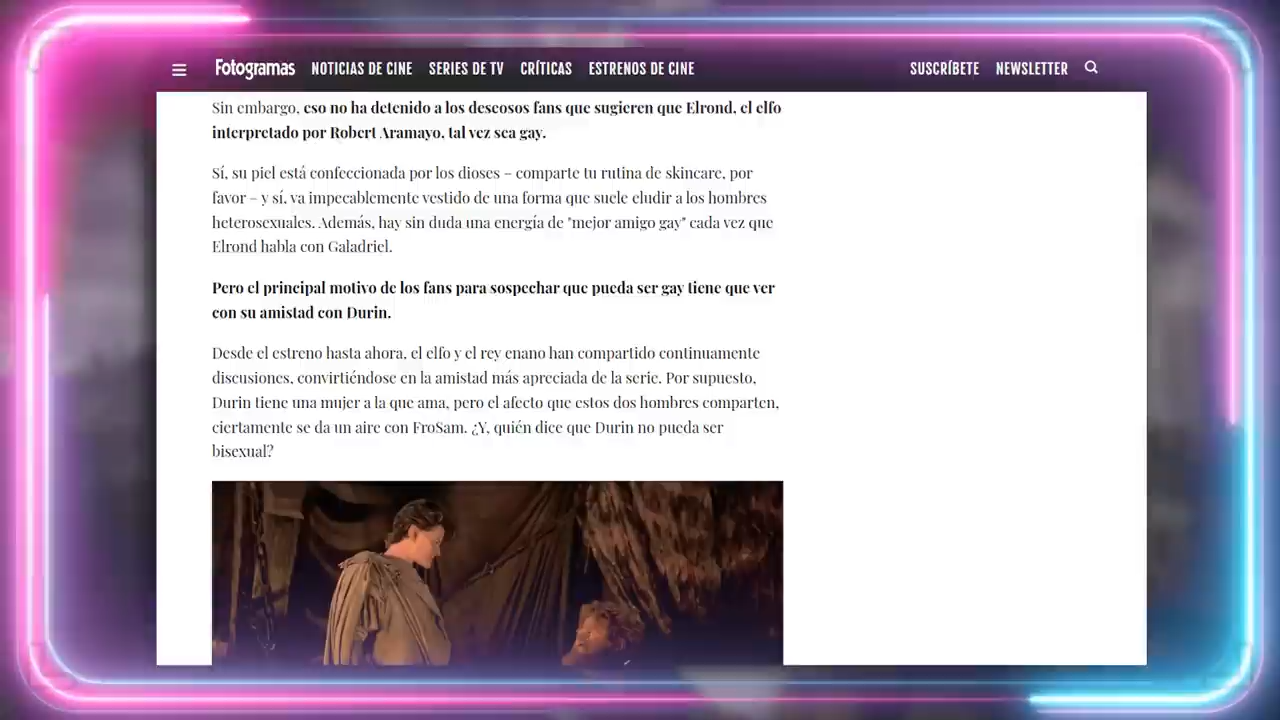 Fotogramas NOTICIAS DE CINE SERIES DE TV CRÍTICAS ESTRENOS DE CINE SUSCRÍBETE NEWSLETTER
Sin embargo, eso no ha detenido a los deseosos fans que sugieren que Elrond, el elfo
interpretado por Robert Aramayo, tal vez sea gay.
Sí, su piel está confeccionada por los dioses – comparte tu rutina de skincare, por
favor – y sí, va impecablemente vestido de una forma que suele eludir a los hombres
heterosexuales. Además, hay sin duda una energía de "mejor amigo gay" cada vez que
Elrond habla con Galadriel.
Pero el principal motivo de los fans para sospechar que pueda ser gay tiene que ver
con su amistad con Durin.
Desde el estreno hasta ahora, el elfo y el rey enano han compartido continuamente
discusiones, convirtiéndose en la amistad más apreciada de la serie. Por supuesto,
Durin tiene una mujer a la que ama, pero el afecto que estos dos hombres comparten,
ciertamente se da un aire con FroSam. ¿Y, quién dice que Durin no pueda ser
bisexual?